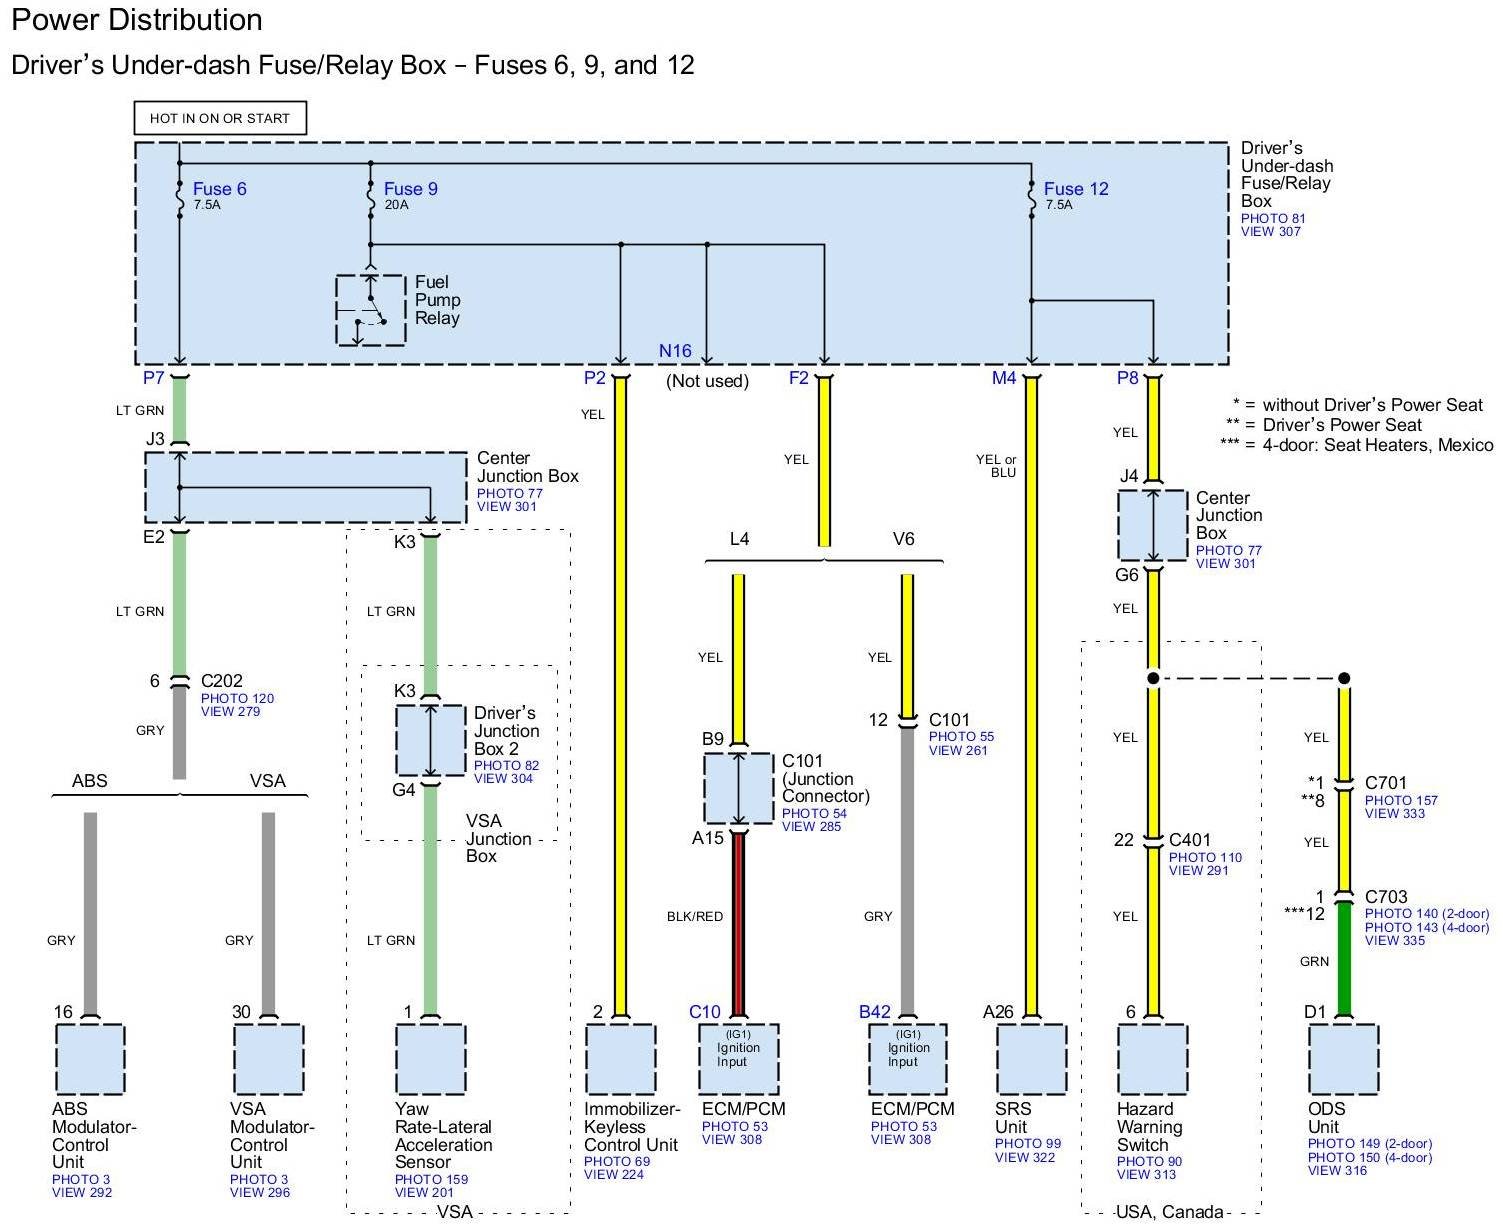 Power Distribution
Driver's Under-dash Fuse/Relay Box – Fuses 6, 9, and 12
HOT IN ON OR START
Driver's
Under-dash
Fuse/Relay
Box
PHOTO 81
VIEW 307
Fuse 6
7.5A
Fuse 9
20A
Fuse 12
7.5A
Fuel
Pump
Relay
N16
P7
P2
(Not used)
F2
M4
P8
* = without Driver's Power Seat
** = Driver's Power Seat
*** = 4-door: Seat Heaters, Mexico
LT GRN
YEL
YEL
YEL or
BLU
YEL
J3
Center
Junction Box
PHOTO 77
VIEW 301
J4
Center
Junction
Box
PHOTO 77
VIEW 301
E2
K3
L4
V6
G6
LT GRN
LT GRN
YEL
YEL
YEL
6
C202
PHOTO 120
VIEW 279
GRY
K3
Driver's
Junction
Box 2
PHOTO 82
VIEW 304
G4
VSA
Junction
Box
B9
C101
(Junction
Connector)
PHOTO 54
VIEW 285
A15
12
C101
PHOTO 55
VIEW 261
YEL
YEL
*1
**8
C701
PHOTO 157
VIEW 333
ABS
VSA
22
C401
PHOTO 110
VIEW 291
YEL
1
***12
C703
PHOTO 140 (2-door)
PHOTO 143 (4-door)
VIEW 335
GRY
GRY
LT GRN
BLK/RED
GRY
YEL
GRN
16
30
1
2
C10
B42
A26
6
D1
(IG1)
Ignition
Input
(IG1)
Ignition
Input
ABS
Modulator-
Control
Unit
PHOTO 3
VIEW 292
VSA
Modulator-
Control
Unit
PHOTO 3
VIEW 296
Yaw
Rate-Lateral
Acceleration
Sensor
PHOTO 159
VIEW 201
Immobilizer-
Keyless
Control Unit
PHOTO 69
VIEW 224
ECM/PCM
PHOTO 53
VIEW 308
ECM/PCM
PHOTO 53
VIEW 308
SRS
Unit
PHOTO 99
VIEW 322
Hazard
Warning
Switch
PHOTO 90
VIEW 313
ODS
Unit
PHOTO 149 (2-door)
PHOTO 150 (4-door)
VIEW 316
VSA
USA, Canada